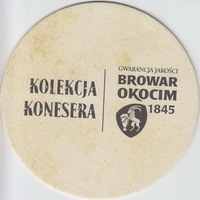 KOLEKCJA
KONESERA
GWARANCJA JAKOŚCI
BROWAR
OKOCIM
1845